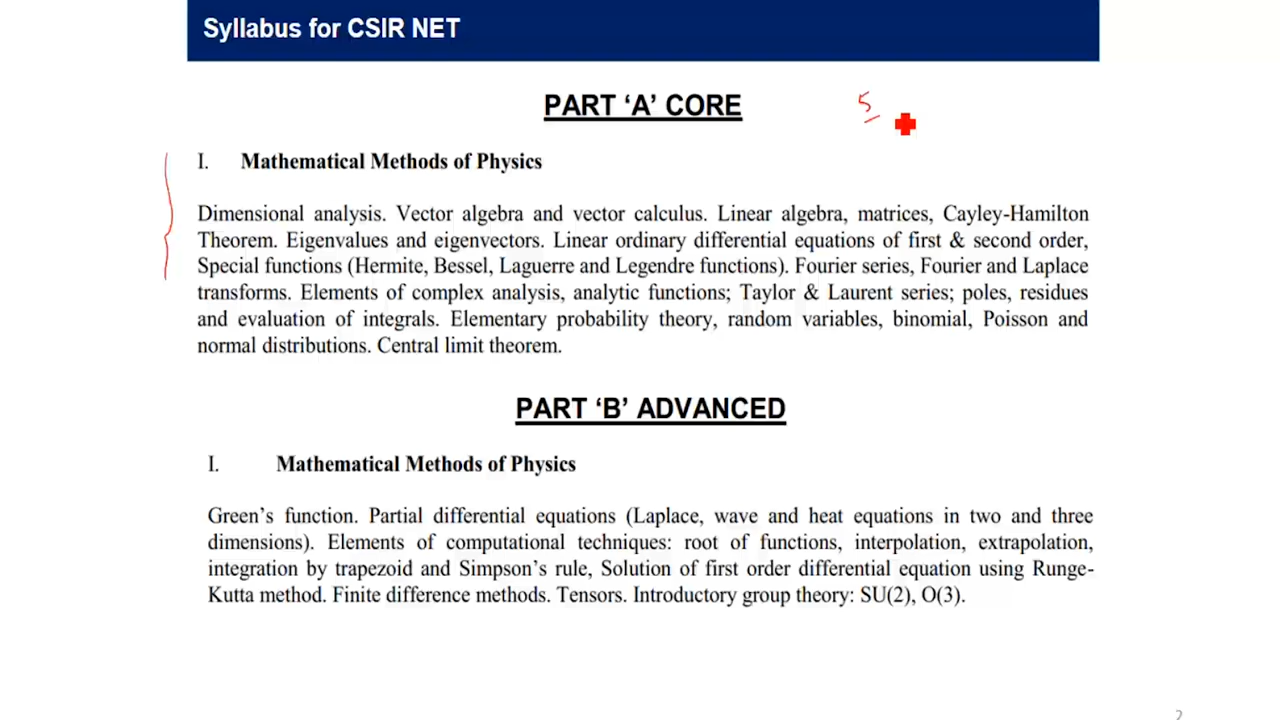 Syllabus for CSIR NET
PART ‘A’ CORE
5
I. Mathematical Methods of Physics
Dimensional analysis. Vector algebra and vector calculus. Linear algebra, matrices, Cayley-Hamilton
Theorem. Eigenvalues and eigenvectors. Linear ordinary differential equations of first & second order,
Special functions (Hermite, Bessel, Laguerre and Legendre functions). Fourier series, Fourier and Laplace
transforms. Elements of complex analysis, analytic functions; Taylor & Laurent series; poles, residues
and evaluation of integrals. Elementary probability theory, random variables, binomial, Poisson and
normal distributions. Central limit theorem.
PART ‘B’ ADVANCED
I. Mathematical Methods of Physics
Green’s function. Partial differential equations (Laplace, wave and heat equations in two and three
dimensions). Elements of computational techniques: root of functions, interpolation, extrapolation,
integration by trapezoid and Simpson’s rule, Solution of first order differential equation using Runge-
Kutta method. Finite difference methods. Tensors. Introductory group theory: SU(2), O(3).
2